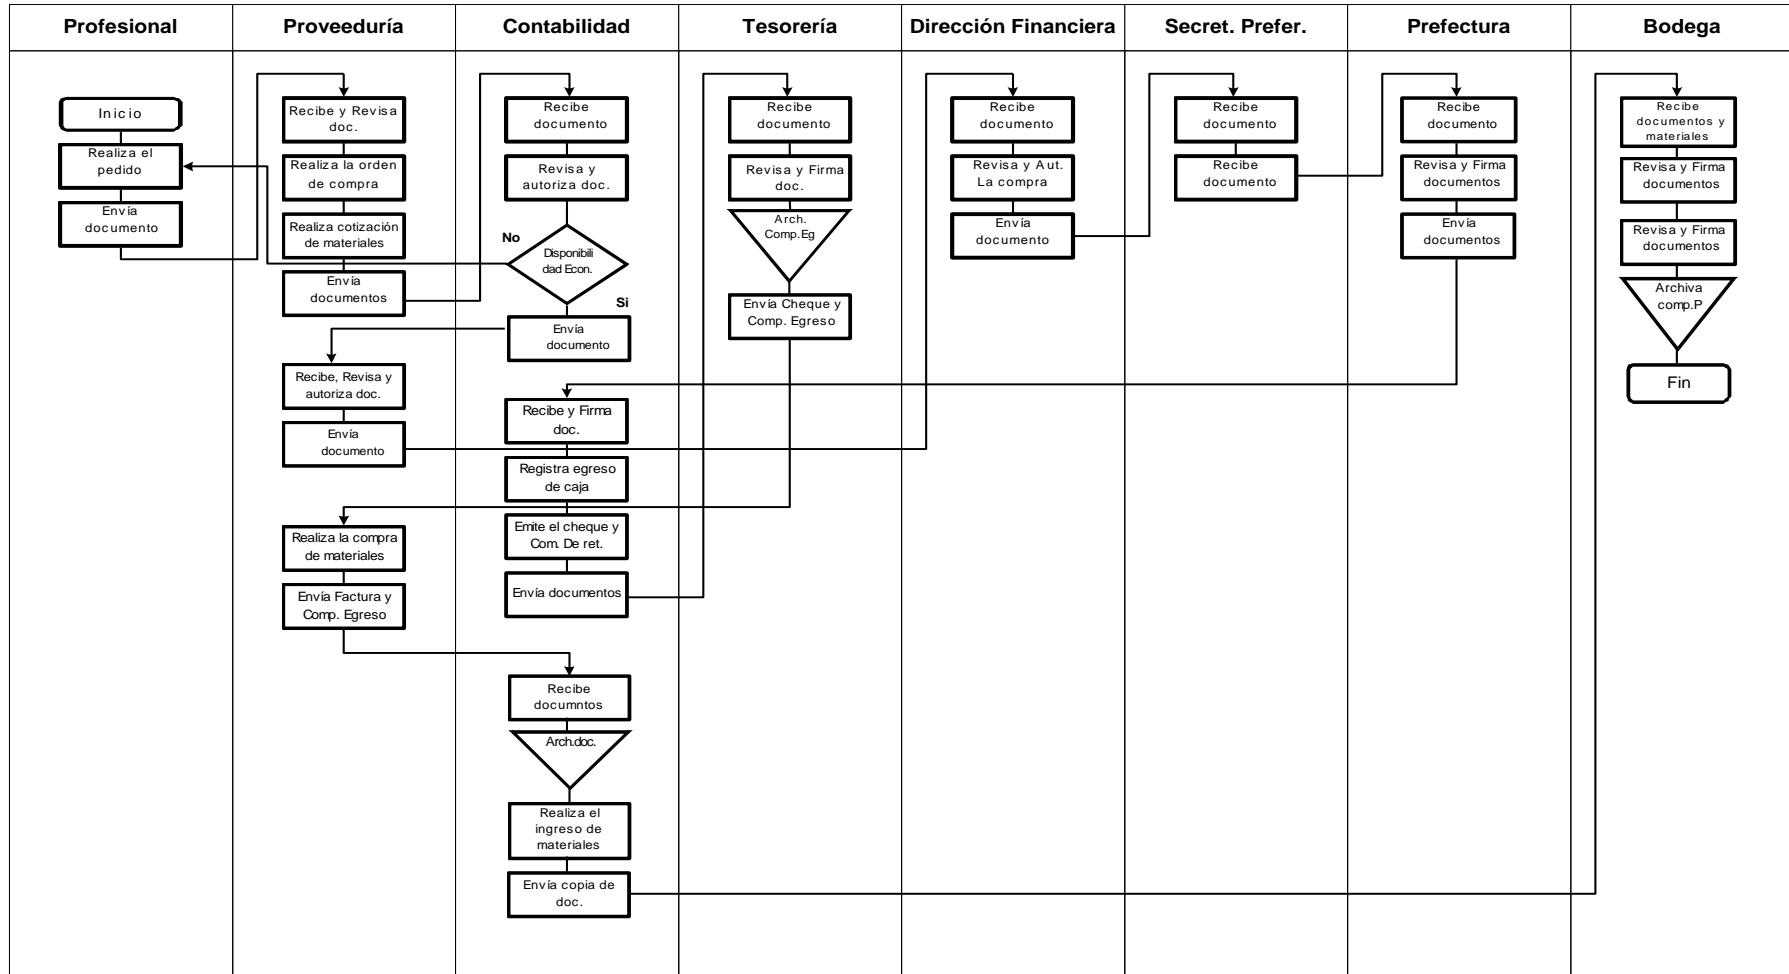 Profesional
Proveeduría
Contabilidad
Tesorería
Dirección Financiera
Secret. Prefer.
Prefectura
Bodega
Inicio
Realiza el
pedido
Envía
documento
Recibe y Revisa
doc.
Realiza la orden
de compra
Realiza cotización
de materiales
Envía
documentos
Recibe, Revisa y
autoriza doc.
Envía
documento
Realiza la compra
de materiales
Envía Factura y
Comp. Egreso
Recibe
documento
Revisa y
autoriza doc.
No
Disponibili
dad Econ.
Si
Envía
documento
Recibe y Firma
doc.
Registra egreso
de caja
Emite el cheque y
Com. De ret.
Envía documentos
Recibe
documntos
Arch.doc.
Realiza el
ingreso de
materiales
Envía copia de
doc.
Recibe
documento
Revisa y Firma
doc.
Arch.
Comp.Eg
Envía Cheque y
Comp. Egreso
Recibe
documento
Revisa y Aut.
La compra
Envía
documento
Recibe
documento
Recibe
documento
Recibe
documento
Revisa y Firma
documentos
Envía
documentos
Recibe
documentos y
materiales
Revisa y Firma
documentos
Revisa y Firma
documentos
Archiva
comp.P
Fin